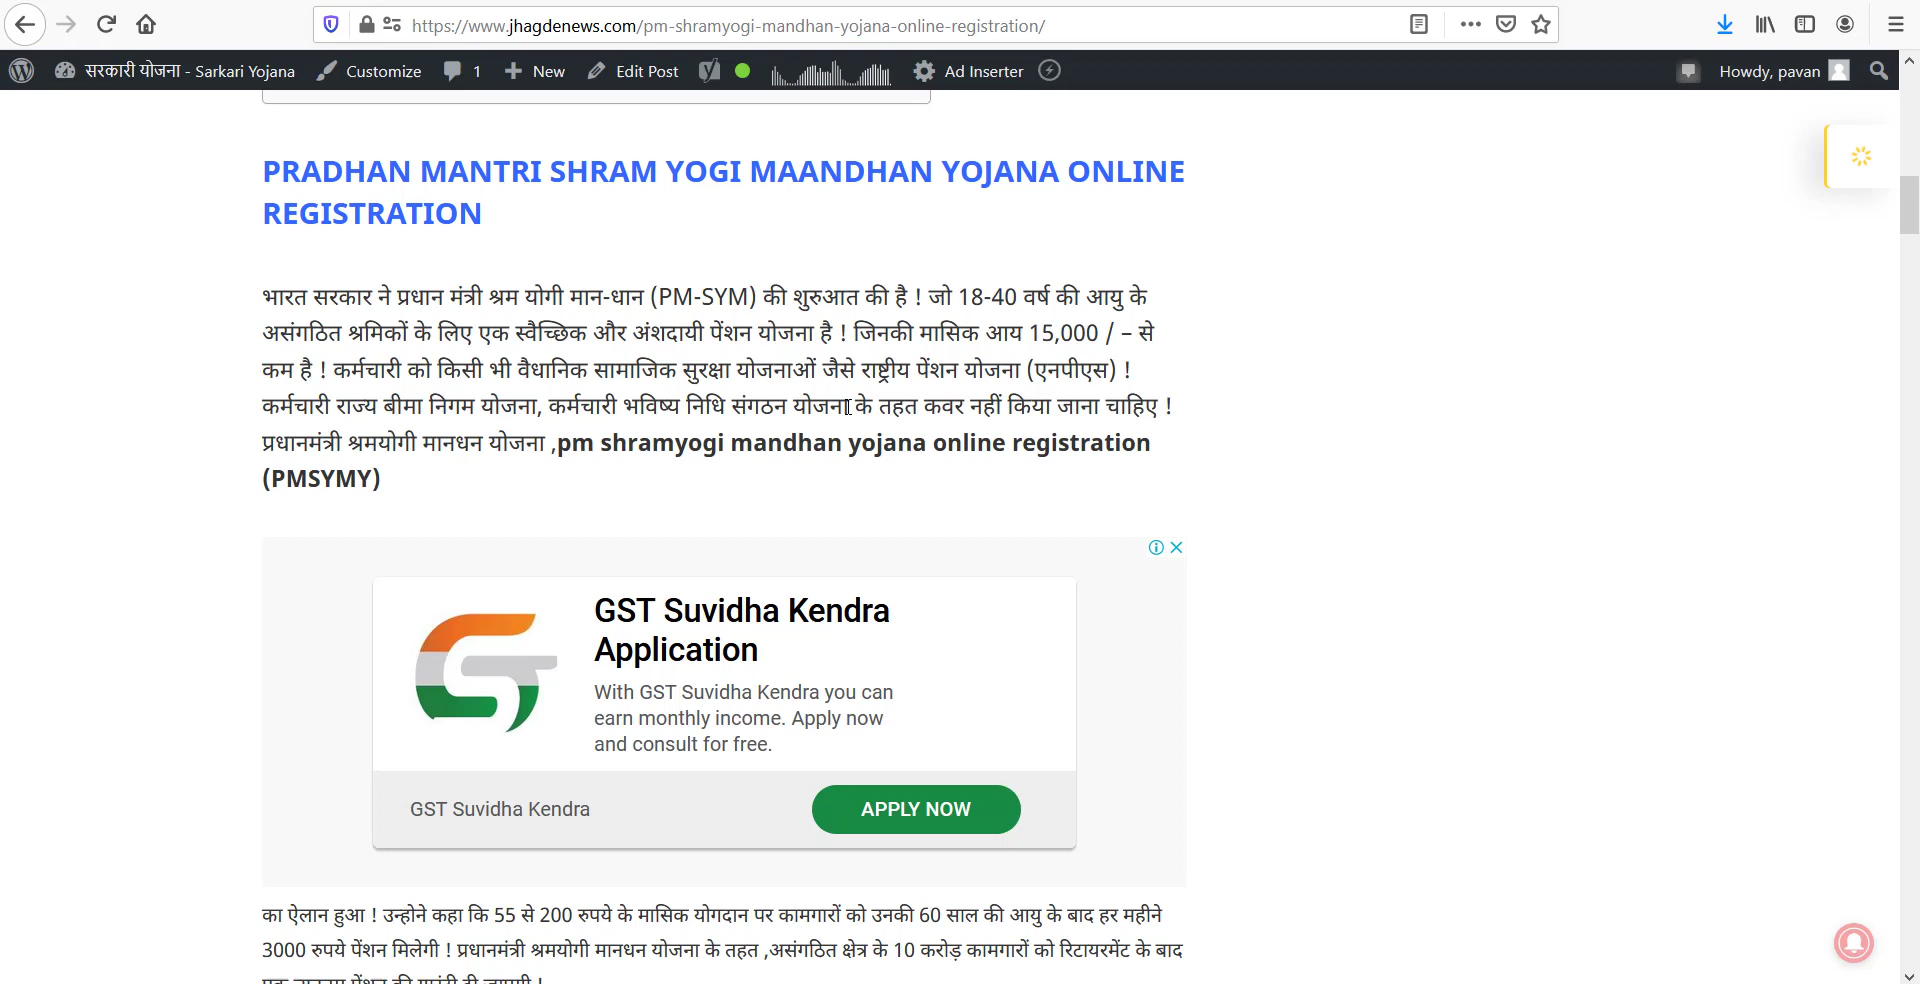 https://www.jhagdenews.com/pm-shramyogi-mandhan-yojana-online-registration/
सरकारी योजना - Sarkari Yojana Customize 1 New Edit Post Ad Inserter Howdy, pavan
PRADHAN MANTRI SHRAM YOGI MAANDHAN YOJANA ONLINE
REGISTRATION
भारत सरकार ने प्रधान मंत्री श्रम योगी मान-धान (PM-SYM) की शुरुआत की है ! जो 18-40 वर्ष की आयु के
असंगठित श्रमिकों के लिए एक स्वैच्छिक और अंशदायी पेंशन योजना है ! जिनकी मासिक आय 15,000 / – से
कम है ! कर्मचारी को किसी भी वैधानिक सामाजिक सुरक्षा योजनाओं जैसे राष्ट्रीय पेंशन योजना (एनपीएस) !
कर्मचारी राज्य बीमा निगम योजना, कर्मचारी भविष्य निधि संगठन योजना के तहत कवर नहीं किया जाना चाहिए !
प्रधानमंत्री श्रमयोगी मानधन योजना ,pm shramyogi mandhan yojana online registration
(PMSYMY)
GST Suvidha Kendra
Application
With GST Suvidha Kendra you can
earn monthly income. Apply now
and consult for free.
GST Suvidha Kendra APPLY NOW
का ऐलान हुआ ! उन्होने कहा कि 55 से 200 रुपये के मासिक योगदान पर कामगारों को उनकी 60 साल की आयु के बाद हर महीने
3000 रुपये पेंशन मिलेगी ! प्रधानमंत्री श्रमयोगी मानधन योजना के तहत ,असंगठित क्षेत्र के 10 करोड़ कामगारों को रिटायरमेंट के बाद